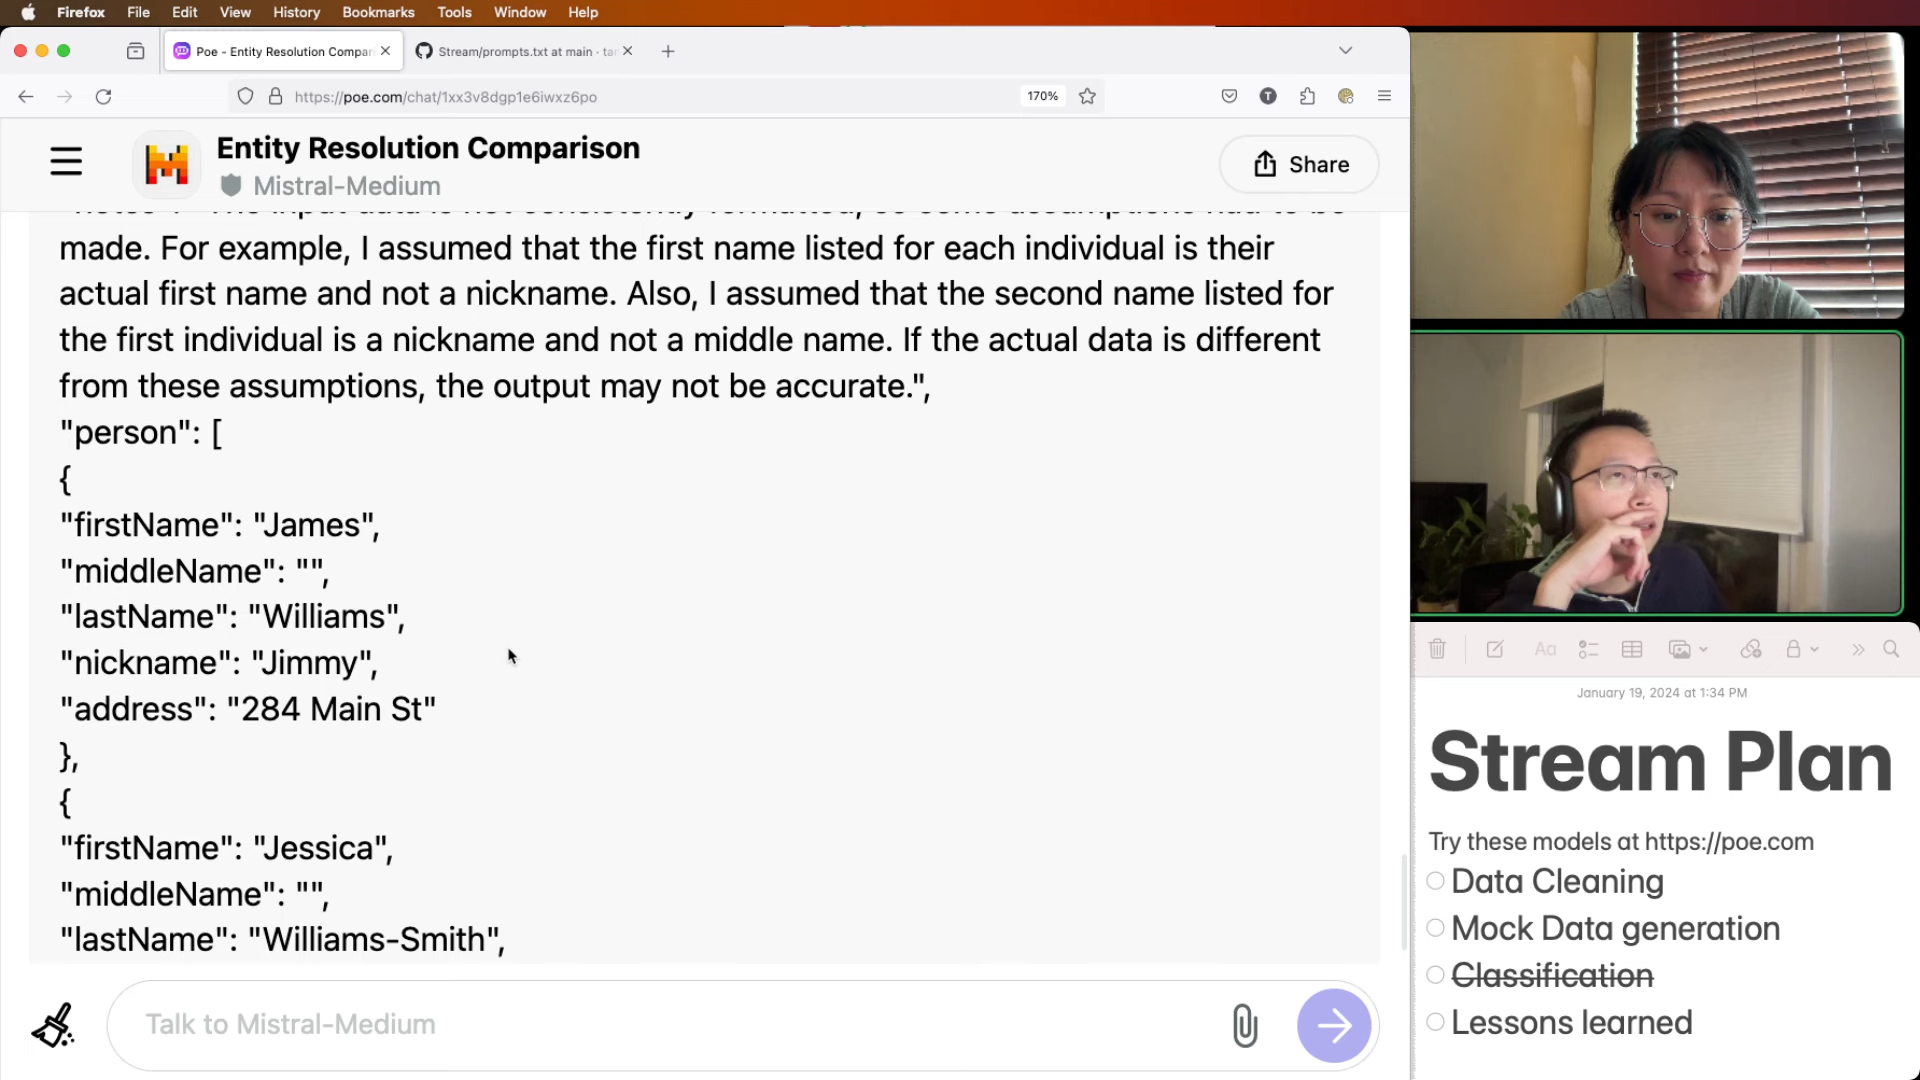 Firefox File Edit View History Bookmarks Tools Window Help
Poe - Entity Resolution Compari
Stream/prompts.txt at main · ta
https://poe.com/chat/1xx3v8dgp1e6iwxz6po
170%
T
Entity Resolution Comparison
Mistral-Medium
Share
made. For example, I assumed that the first name listed for each individual is their
actual first name and not a nickname. Also, I assumed that the second name listed for
the first individual is a nickname and not a middle name. If the actual data is different
from these assumptions, the output may not be accurate.",
"person": [
{
"firstName": "James",
"middleName": "",
"lastName": "Williams",
"nickname": "Jimmy",
"address": "284 Main St"
},
{
"firstName": "Jessica",
"middleName": "",
"lastName": "Williams-Smith",
Talk to Mistral-Medium
Aa
January 19, 2024 at 1:34 PM
Stream Plan
Try these models at https://poe.com
Data Cleaning
Mock Data generation
Classification
Lessons learned